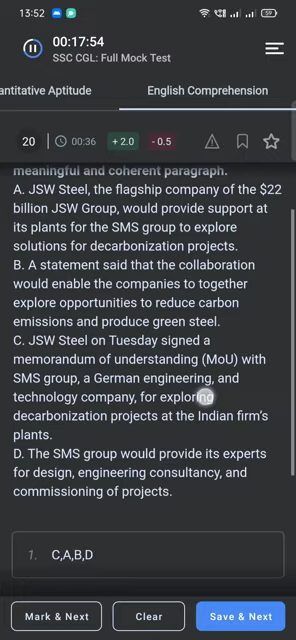 13:52
59
00:17:54
SSC CGL: Full Mock Test
antitative Aptitude English Comprehension
20 00:36 + 2.0 - 0.5
meaningful and coherent paragraph.
A. JSW Steel, the flagship company of the $22
billion JSW Group, would provide support at
its plants for the SMS group to explore
solutions for decarbonization projects.
B. A statement said that the collaboration
would enable the companies to together
explore opportunities to reduce carbon
emissions and produce green steel.
C. JSW Steel on Tuesday signed a
memorandum of understanding (MoU) with
SMS group, a German engineering, and
technology company, for exploring
decarbonization projects at the Indian firm's
plants.
D. The SMS group would provide its experts
for design, engineering consultancy, and
commissioning of projects.
1. C,A,B,D
Mark & Next Clear Save & Next